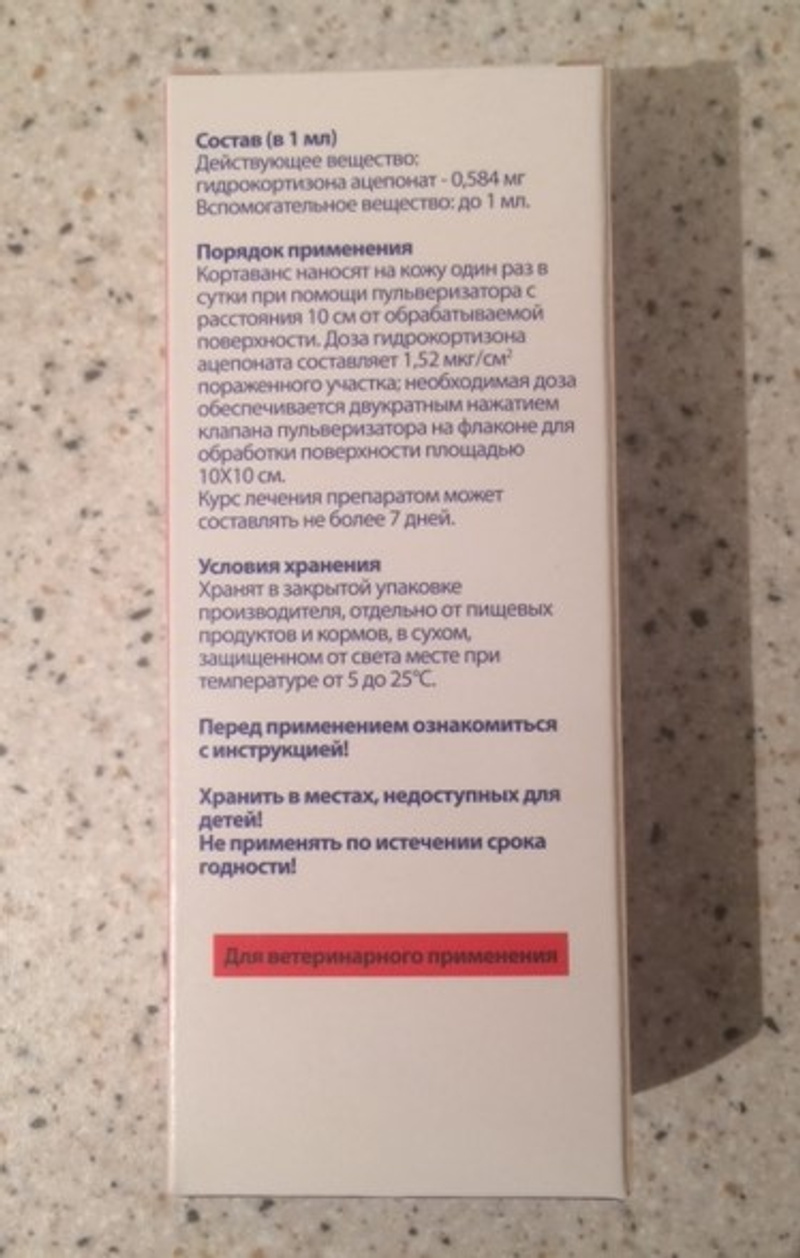 Состав (в 1 мл)
Действующее вещество:
гидрокортизона ацепонат - 0,584 мг
Вспомогательное вещество: до 1 мл.
Порядок применения
Кортаванс наносят на кожу один раз в
сутки при помощи пульверизатора с
расстояния 10 см от обрабатываемой
поверхности. Доза гидрокортизона
ацепоната составляет 1,52 мкг/см²
пораженного участка; необходимая доза
обеспечивается двукратным нажатием
клапана пульверизатора на флаконе для
обработки поверхности площадью
10X10 см.
Курс лечения препаратом может
составлять не более 7 дней.
Условия хранения
Хранят в закрытой упаковке
производителя, отдельно от пищевых
продуктов и кормов, в сухом,
защищенном от света месте при
температуре от 5 до 25°С.
Перед применением ознакомиться
с инструкцией!
Хранить в местах, недоступных для
детей!
Не применять по истечении срока
годности!
Для ветеринарного применения